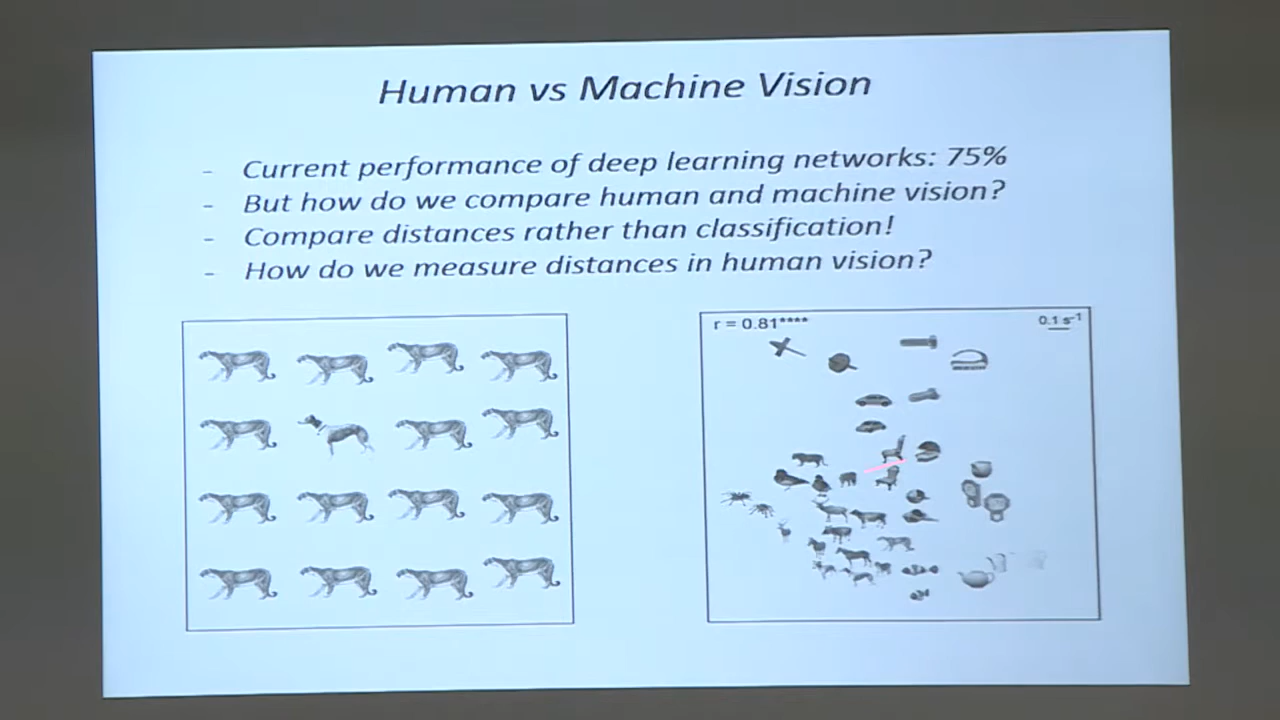 Human vs Machine Vision
- Current performance of deep learning networks: 75%
- But how do we compare human and machine vision?
- Compare distances rather than classification!
- How do we measure distances in human vision?
r = 0.81****
0.1 s⁻¹